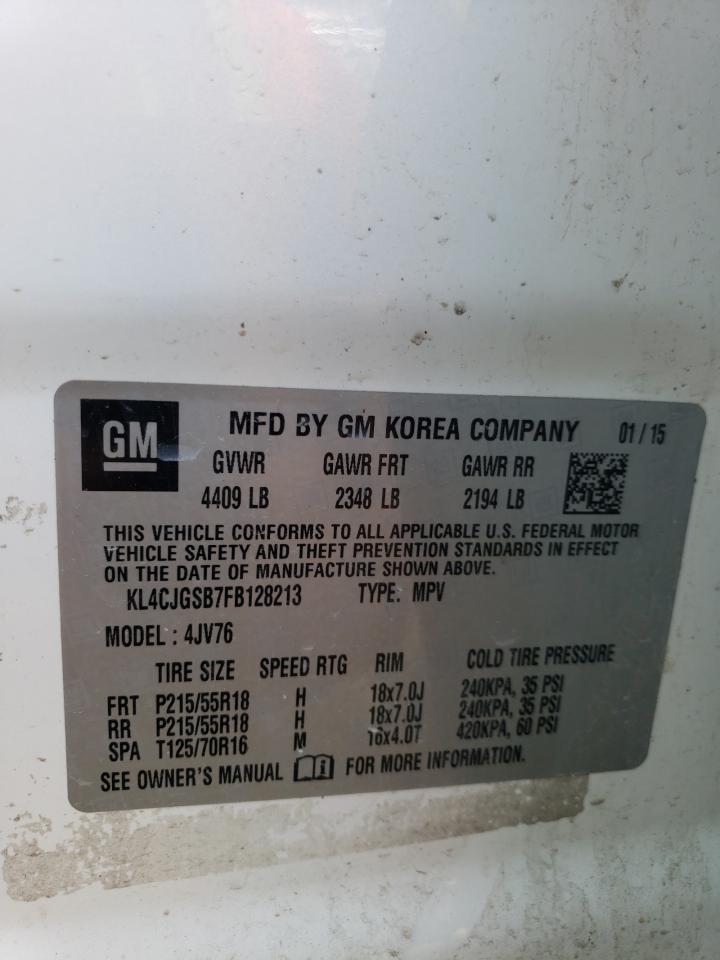 GM MFD BY GM KOREA COMPANY 01/15
GVWR GAWR FRT GAWR RR
4409 LB 2348 LB 2194 LB
THIS VEHICLE CONFORMS TO ALL APPLICABLE U.S. FEDERAL MOTOR
VEHICLE SAFETY AND THEFT PREVENTION STANDARDS IN EFFECT
ON THE DATE OF MANUFACTURE SHOWN ABOVE.
KL4CJGSB7FB128213 TYPE: MPV
MODEL : 4JV76
TIRE SIZE SPEED RTG RIM COLD TIRE PRESSURE
FRT P215/55R18 H 18x7.0J 240KPA, 35 PSI
RR P215/55R18 H 18x7.0J 240KPA, 35 PSI
SPA T125/70R16 M 16x4.0T 420KPA, 60 PSI
SEE OWNER'S MANUAL FOR MORE INFORMATION.